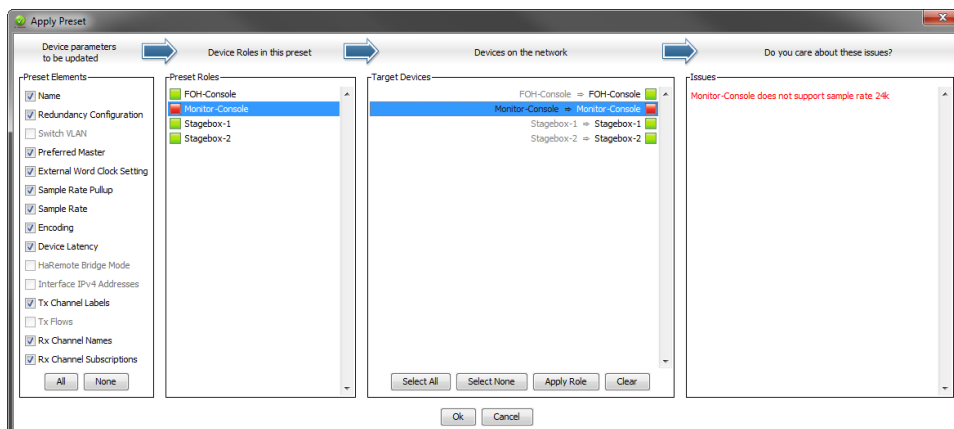 Apply Preset
Device parameters
to be updated
Device Roles in this preset
Devices on the network
Do you care about these issues?
Preset Elements
Name
Redundancy Configuration
Switch VLAN
Preferred Master
External Word Clock Setting
Sample Rate Pullup
Sample Rate
Encoding
Device Latency
HaRemote Bridge Mode
Interface IPv4 Addresses
Tx Channel Labels
Tx Flows
Rx Channel Names
Rx Channel Subscriptions
All None
Preset Roles
FOH-Console
Monitor-Console
Stagebox-1
Stagebox-2
Target Devices
FOH-Console ⇒ FOH-Console
Monitor-Console ⇒ Monitor-Console
Stagebox-1 ⇒ Stagebox-1
Stagebox-2 ⇒ Stagebox-2
Select All Select None Apply Role Clear
Issues
Monitor-Console does not support sample rate 24k
Ok Cancel